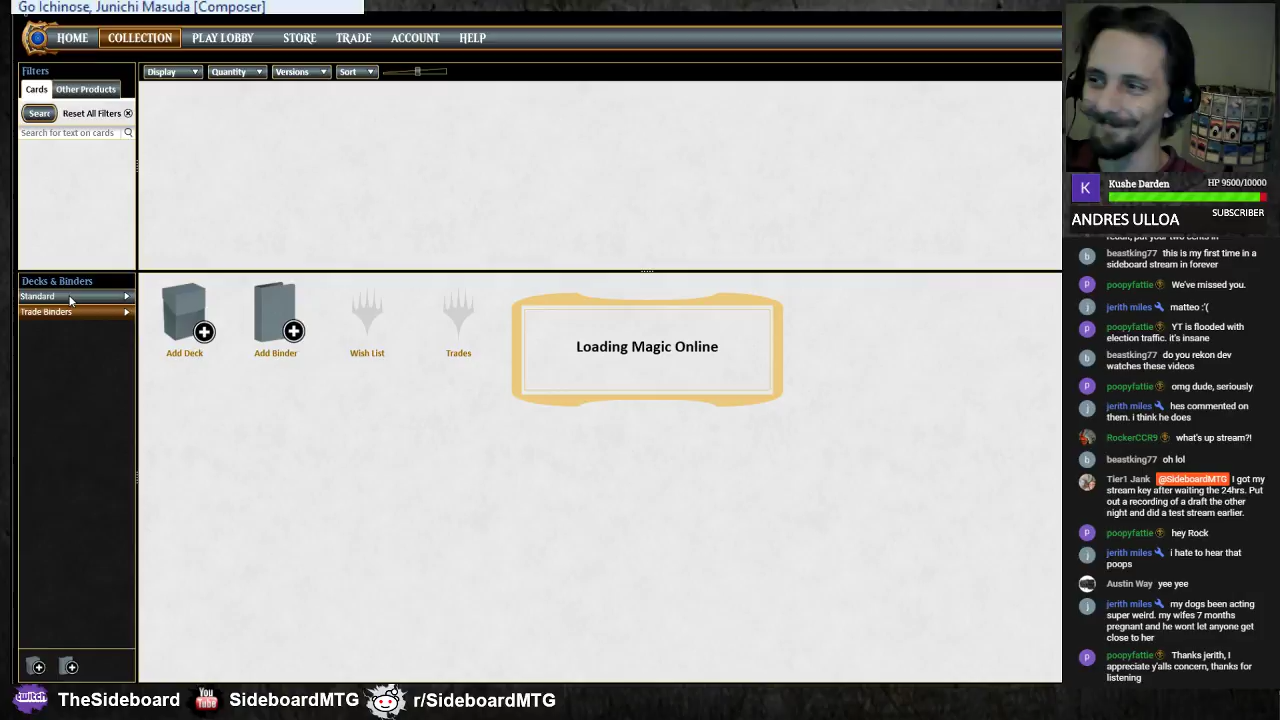 Go Ichinose, Junichi Masuda [Composer]
HOME COLLECTION PLAY LOBBY STORE TRADE ACCOUNT HELP
Filters
Cards Other Products
Searc Reset All Filters
Search for text on cards
Display Quantity Versions Sort
Decks & Binders
Standard
Trade Binders
Add Deck
Add Binder
Wish List
Trades
Loading Magic Online
K
Kushe Darden HP 9500/10000
ANDRES ULLOA SUBSCRIBER
beastking77 this is my first time in a
sideboard stream in forever
poopyfattie We've missed you.
jerith miles matteo :'(
poopyfattie YT is flooded with
election traffic. it's insane
beastking77 do you rekon dev
watches these videos
poopyfattie omg dude, seriously
jerith miles hes commented on
them. i think he does
RockerCCR9 what's up stream?!
beastking77 oh lol
Tier1 Jank @SideboardMTG I got my
stream key after waiting the 24hrs. Put
out a recording of a draft the other
night and did a test stream earlier.
poopyfattie hey Rock
jerith miles i hate to hear that
poops
Austin Way yee yee
jerith miles my dogs been acting
super weird. my wifes 7 months
pregnant and he wont let anyone get
close to her
poopyfattie Thanks jerith, I
appreciate y'alls concern, thanks for
listening
twitch TheSideboard You Tube SideboardMTG r/SideboardMTG